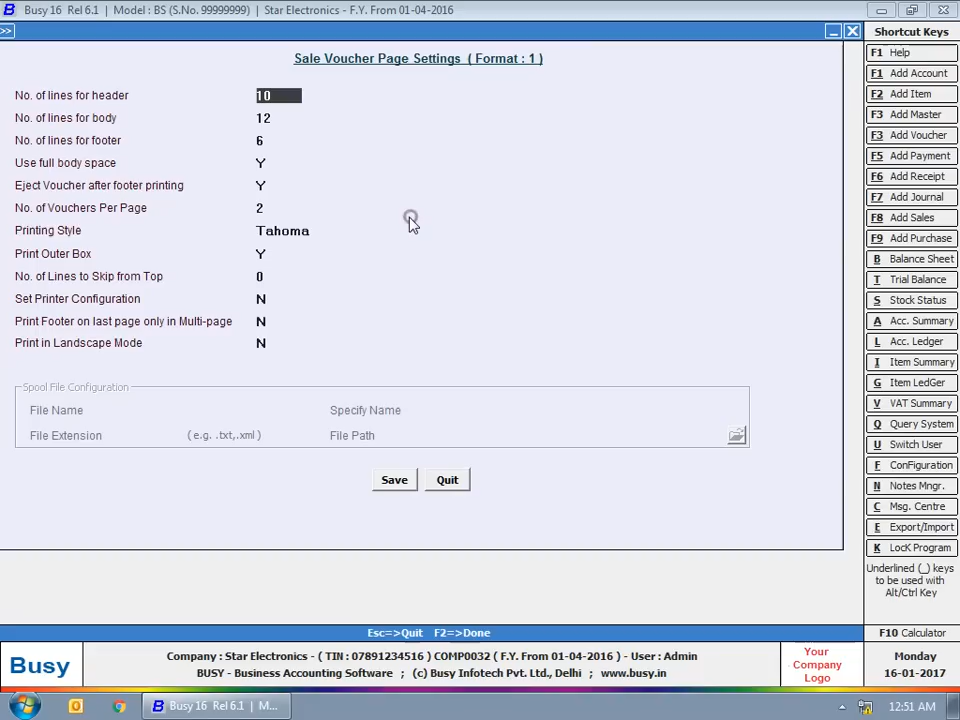 Busy 16 Rel 6.1 | Model : BS (S.No. 99999999) | Star Electronics - F.Y. From 01-04-2016
>>
Sale Voucher Page Settings ( Format : 1 )
No. of lines for header 10
No. of lines for body 12
No. of lines for footer 6
Use full body space Y
Eject Voucher after footer printing Y
No. of Vouchers Per Page 2
Printing Style Tahoma
Print Outer Box Y
No. of Lines to Skip from Top 0
Set Printer Configuration N
Print Footer on last page only in Multi-page N
Print in Landscape Mode N
Spool File Configuration
File Name Specify Name
File Extension (e.g. .txt,.xml ) File Path
Save Quit
Shortcut Keys
F1 Help
F1 Add Account
F2 Add Item
F3 Add Master
F3 Add Voucher
F5 Add Payment
F6 Add Receipt
F7 Add Journal
F8 Add Sales
F9 Add Purchase
B Balance Sheet
T Trial Balance
S Stock Status
A Acc. Summary
L Acc. Ledger
I Item Summary
G Item LedGer
V VAT Summary
Q Query System
U Switch User
F ConFiguration
N Notes Mngr.
C Msg. Centre
E Export/Import
K LocK Program
Underlined (_) keys
to be used with
Alt/Ctrl Key
Esc=>Quit F2=>Done
F10 Calculator
Busy
Company : Star Electronics - ( TIN : 07891234516 ) COMP0032 ( F.Y. From 01-04-2016 ) - User : Admin
BUSY - Business Accounting Software ; (c) Busy Infotech Pvt. Ltd., Delhi ; www.busy.in
Your
Company
Logo
Monday
16-01-2017
Busy 16 Rel 6.1 | M...
12:51 AM